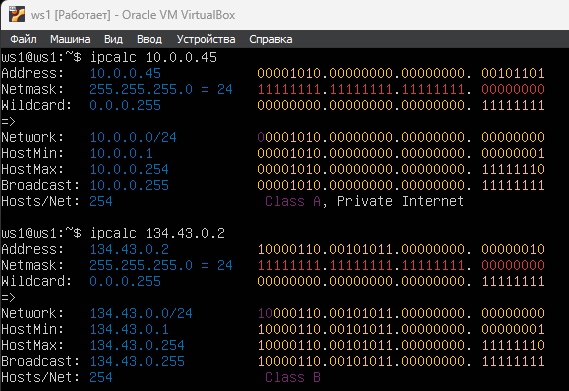 ws1 [Работает] - Oracle VM VirtualBox
Файл Машина Вид Ввод Устройства Справка
ws1@ws1:~$ ipcalc 10.0.0.45
Address: 10.0.0.45 00001010.00000000.00000000. 00101101
Netmask: 255.255.255.0 = 24 11111111.11111111.11111111. 00000000
Wildcard: 0.0.0.255 00000000.00000000.00000000. 11111111
=>
Network: 10.0.0.0/24 00001010.00000000.00000000. 00000000
HostMin: 10.0.0.1 00001010.00000000.00000000. 00000001
HostMax: 10.0.0.254 00001010.00000000.00000000. 11111110
Broadcast: 10.0.0.255 00001010.00000000.00000000. 11111111
Hosts/Net: 254 Class A, Private Internet
ws1@ws1:~$ ipcalc 134.43.0.2
Address: 134.43.0.2 10000110.00101011.00000000. 00000010
Netmask: 255.255.255.0 = 24 11111111.11111111.11111111. 00000000
Wildcard: 0.0.0.255 00000000.00000000.00000000. 11111111
=>
Network: 134.43.0.0/24 10000110.00101011.00000000. 00000000
HostMin: 134.43.0.1 10000110.00101011.00000000. 00000001
HostMax: 134.43.0.254 10000110.00101011.00000000. 11111110
Broadcast: 134.43.0.255 10000110.00101011.00000000. 11111111
Hosts/Net: 254 Class B